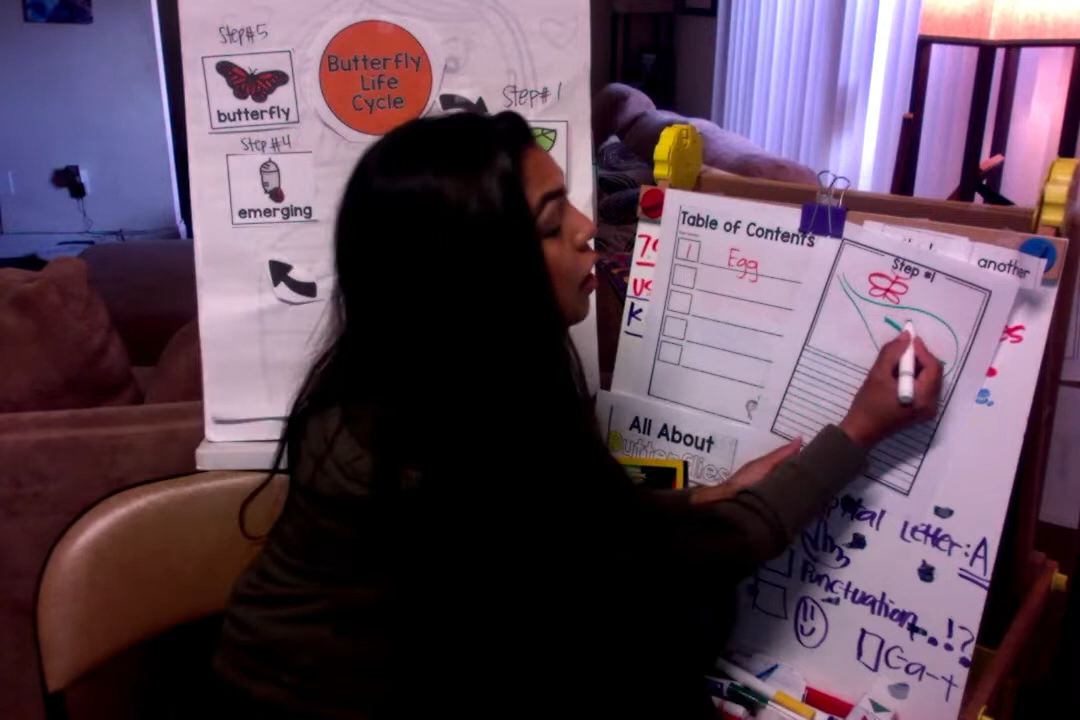 Step#5
butterfly
Step #4
emerging
Butterfly
Life
Cycle
Step#1
Table of Contents
1 Egg
Step #1
another
K
All About
Butterflies
Letter: A
Punctuation . ! ?
Ca-t